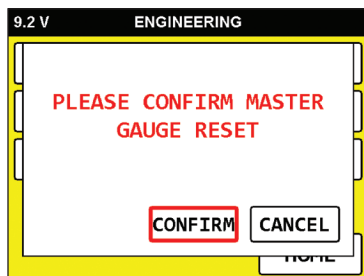 9.2 V ENGINEERING
PLEASE CONFIRM MASTER
GAUGE RESET
CONFIRM CANCEL